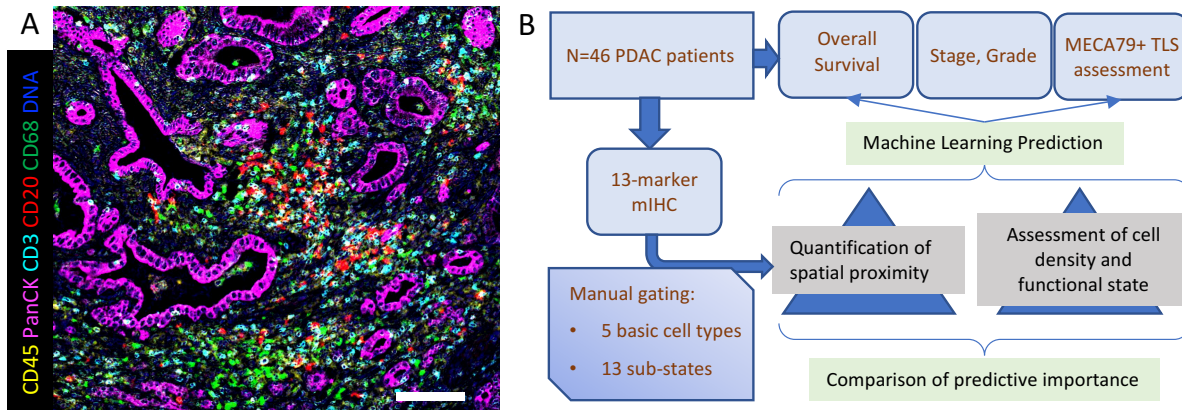 A
CD45 PanCK CD3 CD20 CD68 DNA
B
N=46 PDAC patients
Overall
Survival
Stage, Grade
MECA79+ TLS
assessment
Machine Learning Prediction
13-marker
mIHC
Quantification of
spatial proximity
Assessment of cell
density and
functional state
Manual gating:
• 5 basic cell types
• 13 sub-states
Comparison of predictive importance